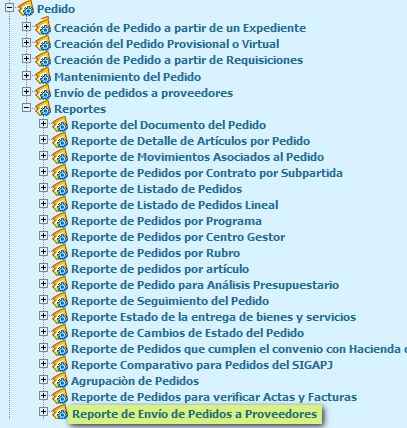 Pedido
Creación de Pedido a partir de un Expediente
Creación del Pedido Provisional o Virtual
Creación de Pedido a partir de Requisiciones
Mantenimiento del Pedido
Envío de pedidos a proveedores
Reportes
Reporte del Documento del Pedido
Reporte de Detalle de Artículos por Pedido
Reporte de Movimientos Asociados al Pedido
Reporte de Pedidos por Contrato por Subpartida
Reporte de Listado de Pedidos
Reporte de Listado de Pedidos Lineal
Reporte de Pedidos por Programa
Reporte de Pedidos por Centro Gestor
Reporte de Pedidos por Rubro
Reporte de pedidos por artículo
Reporte de Pedido para Análisis Presupuestario
Reporte de Seguimiento del Pedido
Reporte Estado de la entrega de bienes y servicios
Reporte de Cambios de Estado del Pedido
Reporte de Pedidos que cumplen el convenio con Hacienda
Reporte Comparativo para Pedidos del SIGAPJ
Agrupaciòn de Pedidos
Reporte de Pedidos para verificar Actas y Facturas
Reporte de Envío de Pedidos a Proveedores